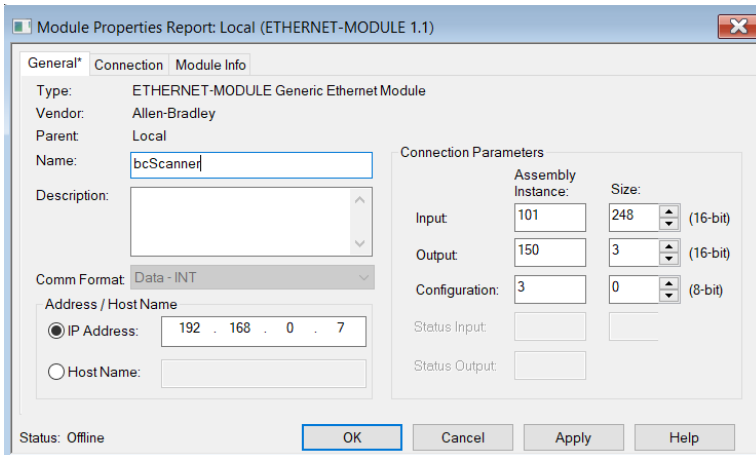 Module Properties Report: Local (ETHERNET-MODULE 1.1)
General* Connection Module Info
Type: ETHERNET-MODULE Generic Ethernet Module
Vendor: Allen-Bradley
Parent: Local
Name: bcScanner
Description:
Comm Format: Data - INT
Address / Host Name
IP Address: 192 . 168 . 0 . 7
Host Name:
Connection Parameters
Assembly Instance: Size:
Input: 101 248 (16-bit)
Output: 150 3 (16-bit)
Configuration: 3 0 (8-bit)
Status Input:
Status Output:
Status: Offline OK Cancel Apply Help